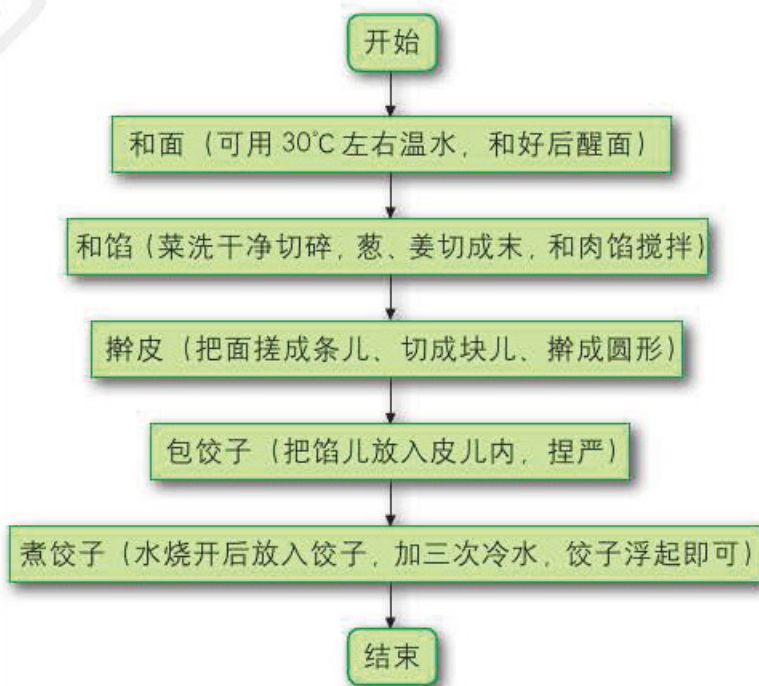 开始
和面（可用 30℃左右温水，和好后醒面）
和馅（菜洗干净切碎，葱、姜切成末，和肉馅搅拌）
擀皮（把面搓成条儿、切成块儿、擀成圆形）
包饺子（把馅儿放入皮儿内，捏严）
煮饺子（水烧开后放入饺子，加三次冷水，饺子浮起即可）
结束